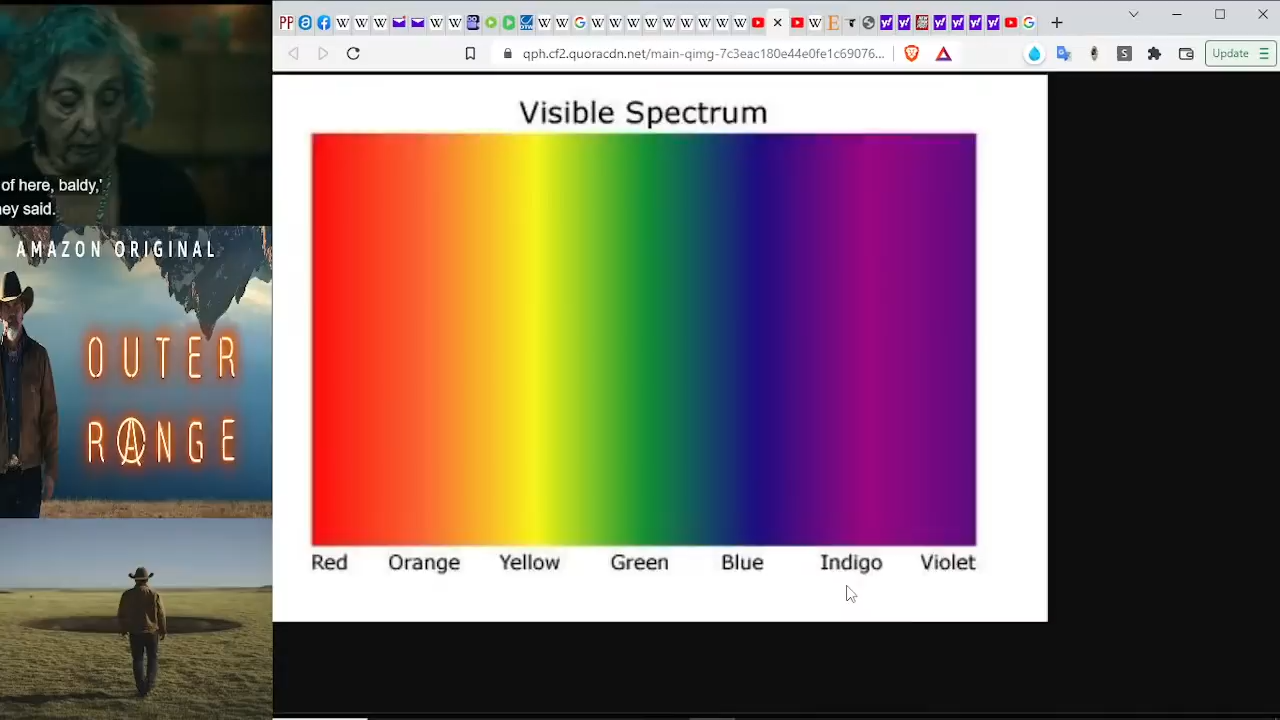 Update
qph.cf2.quoracdn.net/main-qimg-7c3eac180e44e0fe1c69076...
of here, baldy,'
ey said.
AMAZON ORIGINAL
OUTER
RANGE
Visible Spectrum
Red Orange Yellow Green Blue Indigo Violet